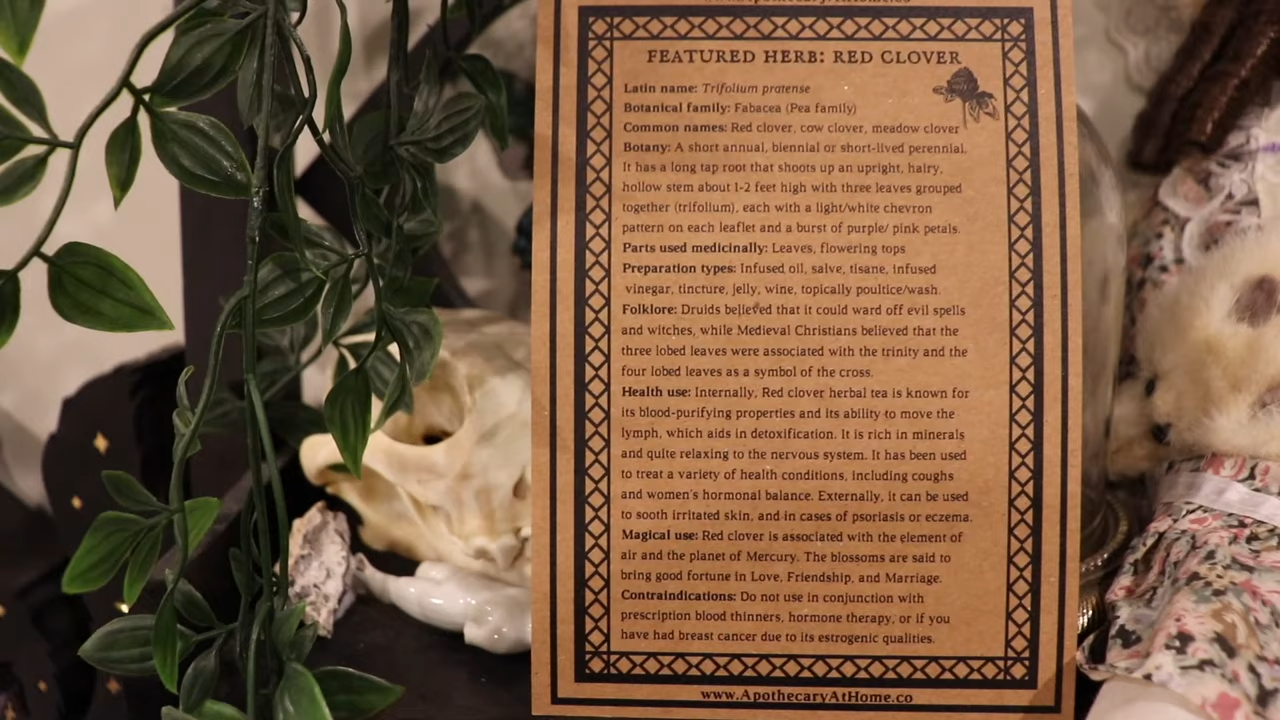 www.ApothecaryAtHome.co
FEATURED HERB: RED CLOVER
Latin name: Trifolium pratense
Botanical family: Fabacea (Pea family)
Common names: Red clover, cow clover, meadow clover
Botany: A short annual, biennial or short-lived perennial.
It has a long tap root that shoots up an upright, hairy,
hollow stem about 1-2 feet high with three leaves grouped
together (trifolium), each with a light/white chevron
pattern on each leaflet and a burst of purple/ pink petals.
Parts used medicinally: Leaves, flowering tops
Preparation types: Infused oil, salve, tisane, infused
vinegar, tincture, jelly, wine, topically poultice/wash.
Folklore: Druids believed that it could ward off evil spells
and witches, while Medieval Christians believed that the
three lobed leaves were associated with the trinity and the
four lobed leaves as a symbol of the cross.
Health use: Internally, Red clover herbal tea is known for
its blood-purifying properties and its ability to move the
lymph, which aids in detoxification. It is rich in minerals
and quite relaxing to the nervous system. It has been used
to treat a variety of health conditions, including coughs
and women's hormonal balance. Externally, it can be used
to sooth irritated skin, and in cases of psoriasis or eczema.
Magical use: Red clover is associated with the element of
air and the planet of Mercury. The blossoms are said to
bring good fortune in Love, Friendship, and Marriage.
Contraindications: Do not use in conjunction with
prescription blood thinners, hormone therapy, or if you
have had breast cancer due to its estrogenic qualities.
www.ApothecaryAtHome.co